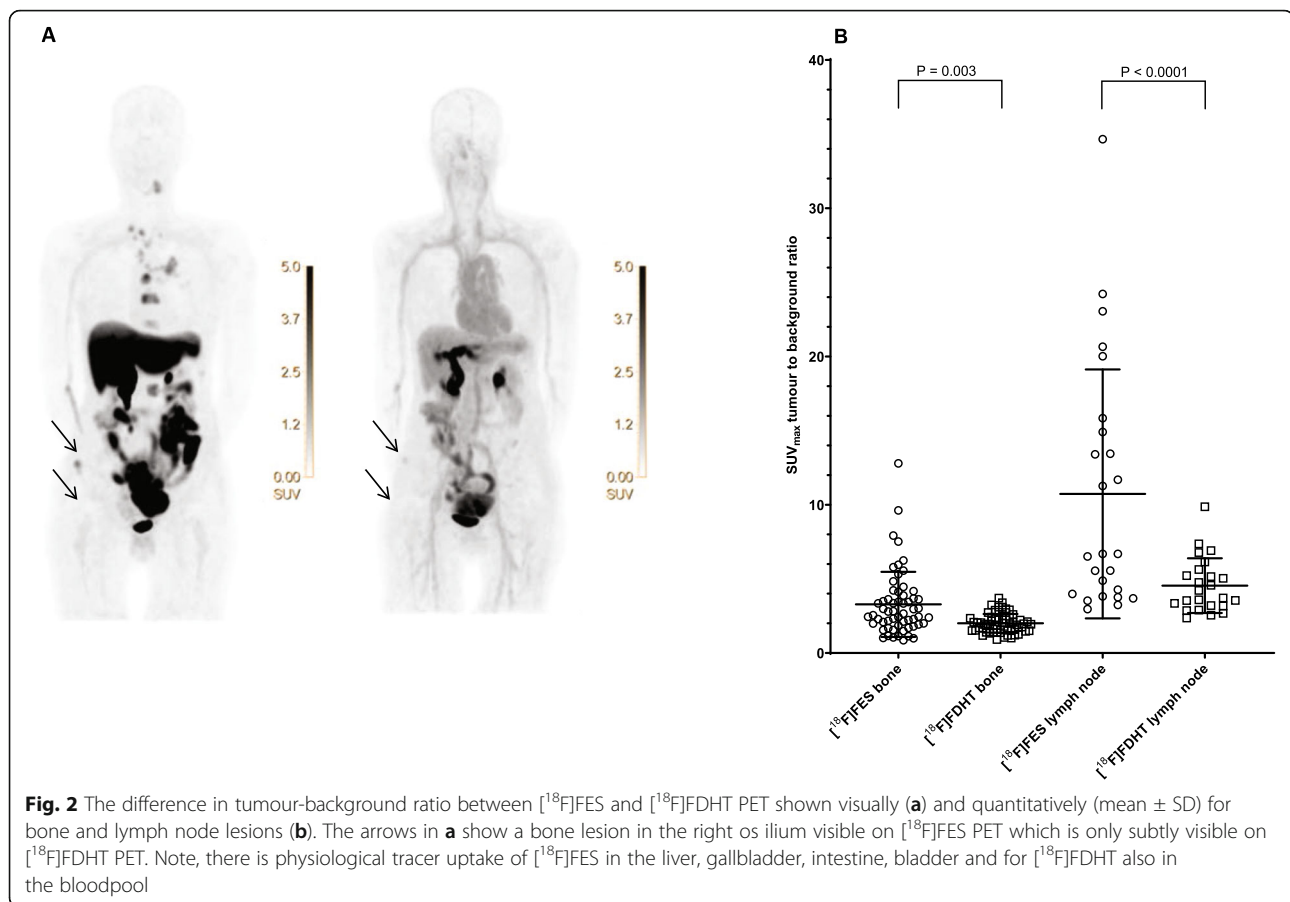 A
5.0
3.7
2.5
1.2
0.00
SUV
5.0
3.7
2.5
1.2
0.00
SUV
B
P = 0.003
P < 0.0001
40
30
20
10
0
SUVmax tumour to background ratio
[18F]FES bone
[18F]FDHT bone
[18F]FES lymph node
[18F]FDHT lymph node
Fig. 2 The difference in tumour-background ratio between [18F]FES and [18F]FDHT PET shown visually (a) and quantitatively (mean ± SD) for
bone and lymph node lesions (b). The arrows in a show a bone lesion in the right os ilium visible on [18F]FES PET which is only subtly visible on
[18F]FDHT PET. Note, there is physiological tracer uptake of [18F]FES in the liver, gallbladder, intestine, bladder and for [18F]FDHT also in
the bloodpool